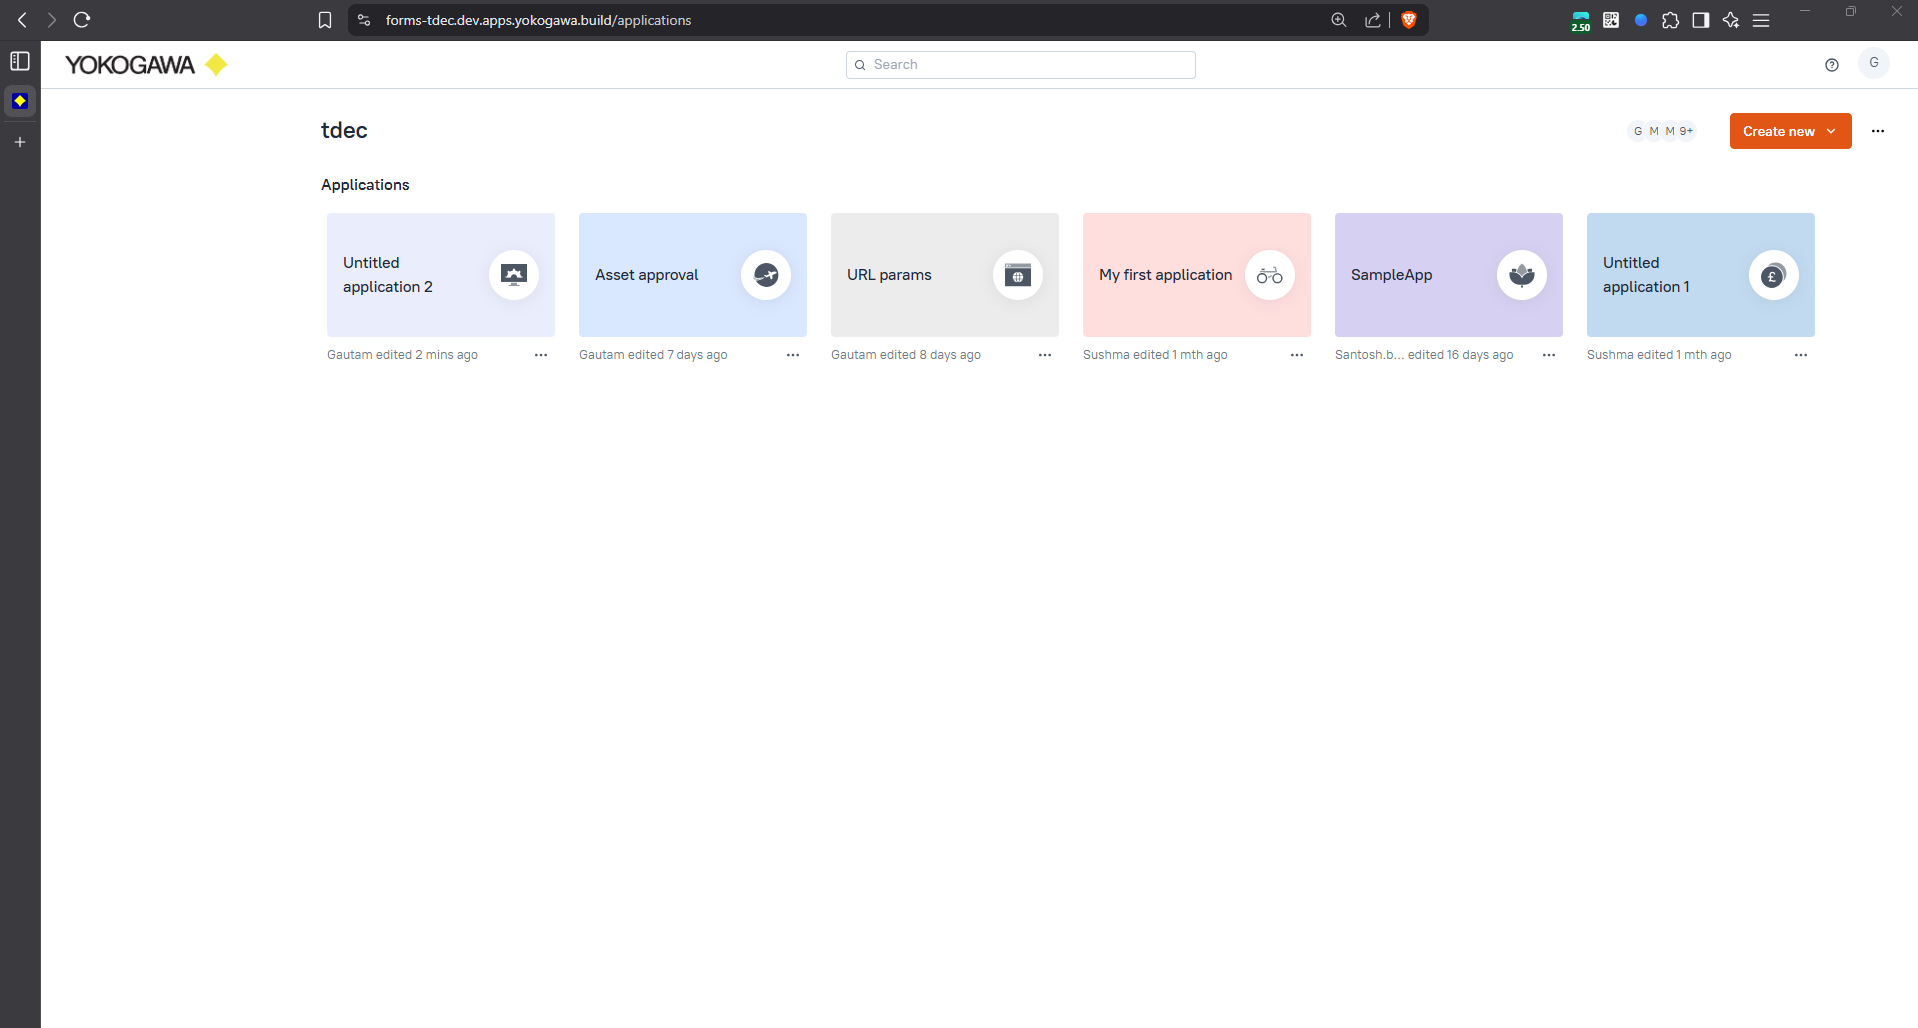 forms-tdec.dev.apps.yokogawa.build/applications
2.50
YOKOGAWA
Search
G
tdec
G M M 9+
Create new
Applications
Untitled
application 2
Asset approval
URL params
My first application
SampleApp
Untitled
application 1
£
Gautam edited 2 mins ago
Gautam edited 7 days ago
Gautam edited 8 days ago
Sushma edited 1 mth ago
Santosh.b... edited 16 days ago
Sushma edited 1 mth ago